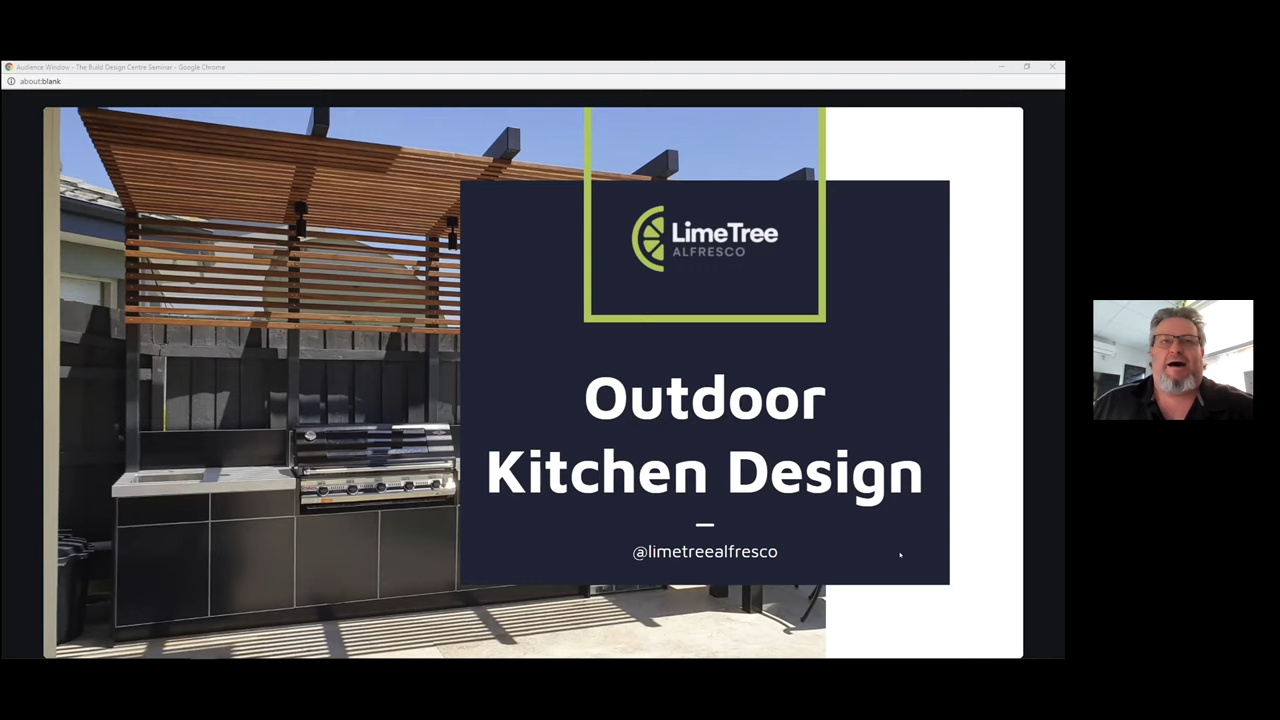 Audience Window - The Build Design Centre Seminar - Google Chrome
about:blank
LimeTree
ALFRESCO
Outdoor
Kitchen Design
@limetreealfresco